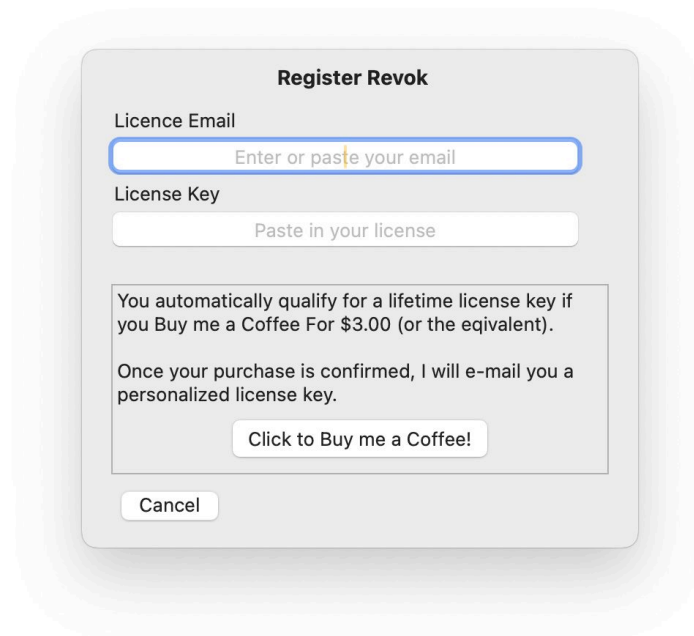 Register Revok
Licence Email
Enter or paste your email
License Key
Paste in your license
You automatically qualify for a lifetime license key if
you Buy me a Coffee For $3.00 (or the eqivalent).
Once your purchase is confirmed, I will e-mail you a
personalized license key.
Click to Buy me a Coffee!
Cancel